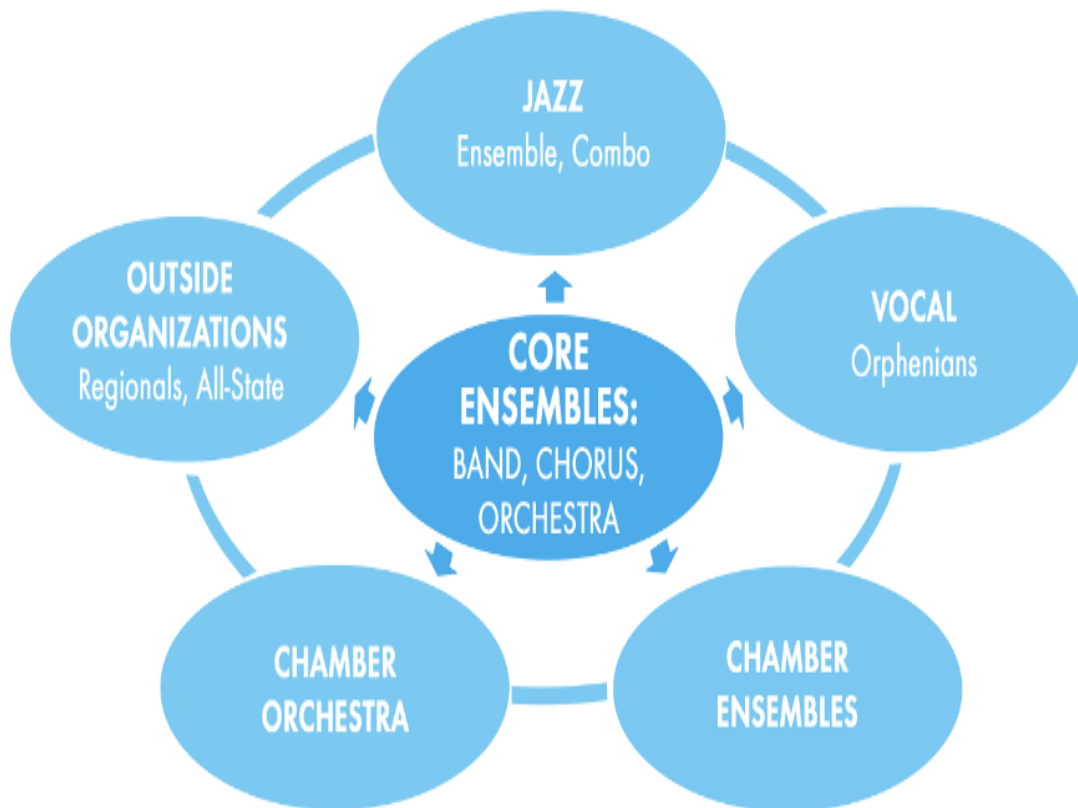 JAZZ
Ensemble, Combo
OUTSIDE
ORGANIZATIONS
Regionals, All-State
VOCAL
Orphenians
CORE
ENSEMBLES:
BAND, CHORUS,
ORCHESTRA
CHAMBER
ORCHESTRA
CHAMBER
ENSEMBLES